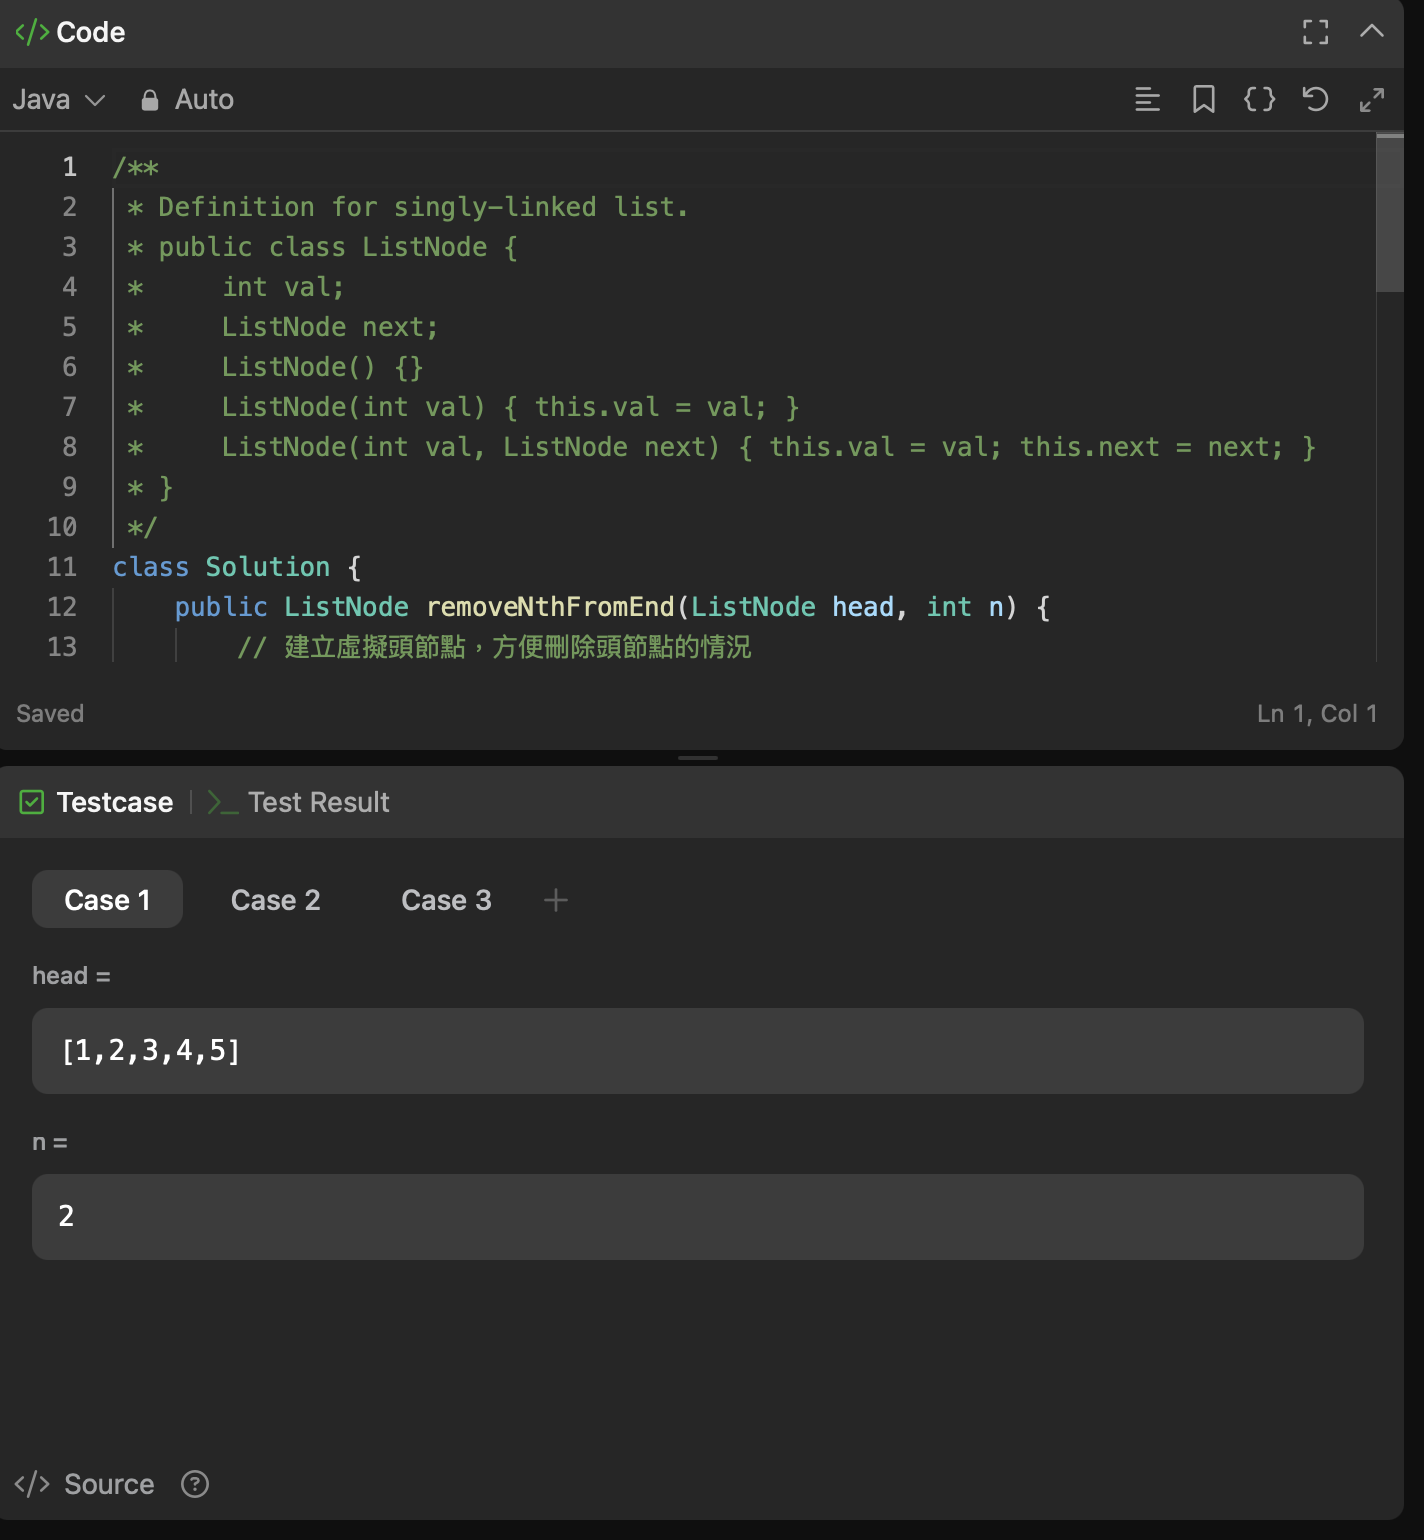 Code
Java Auto
1 /**
2 * Definition for singly-linked list.
3 * public class ListNode {
4 *     int val;
5 *     ListNode next;
6 *     ListNode() {}
7 *     ListNode(int val) { this.val = val; }
8 *     ListNode(int val, ListNode next) { this.val = val; this.next = next; }
9 * }
10 */
11 class Solution {
12     public ListNode removeNthFromEnd(ListNode head, int n) {
13         // 建立虛擬頭節點，方便刪除頭節點的情況
Saved Ln 1, Col 1
Testcase Test Result
Case 1 Case 2 Case 3
head =
[1,2,3,4,5]
n =
2
Source